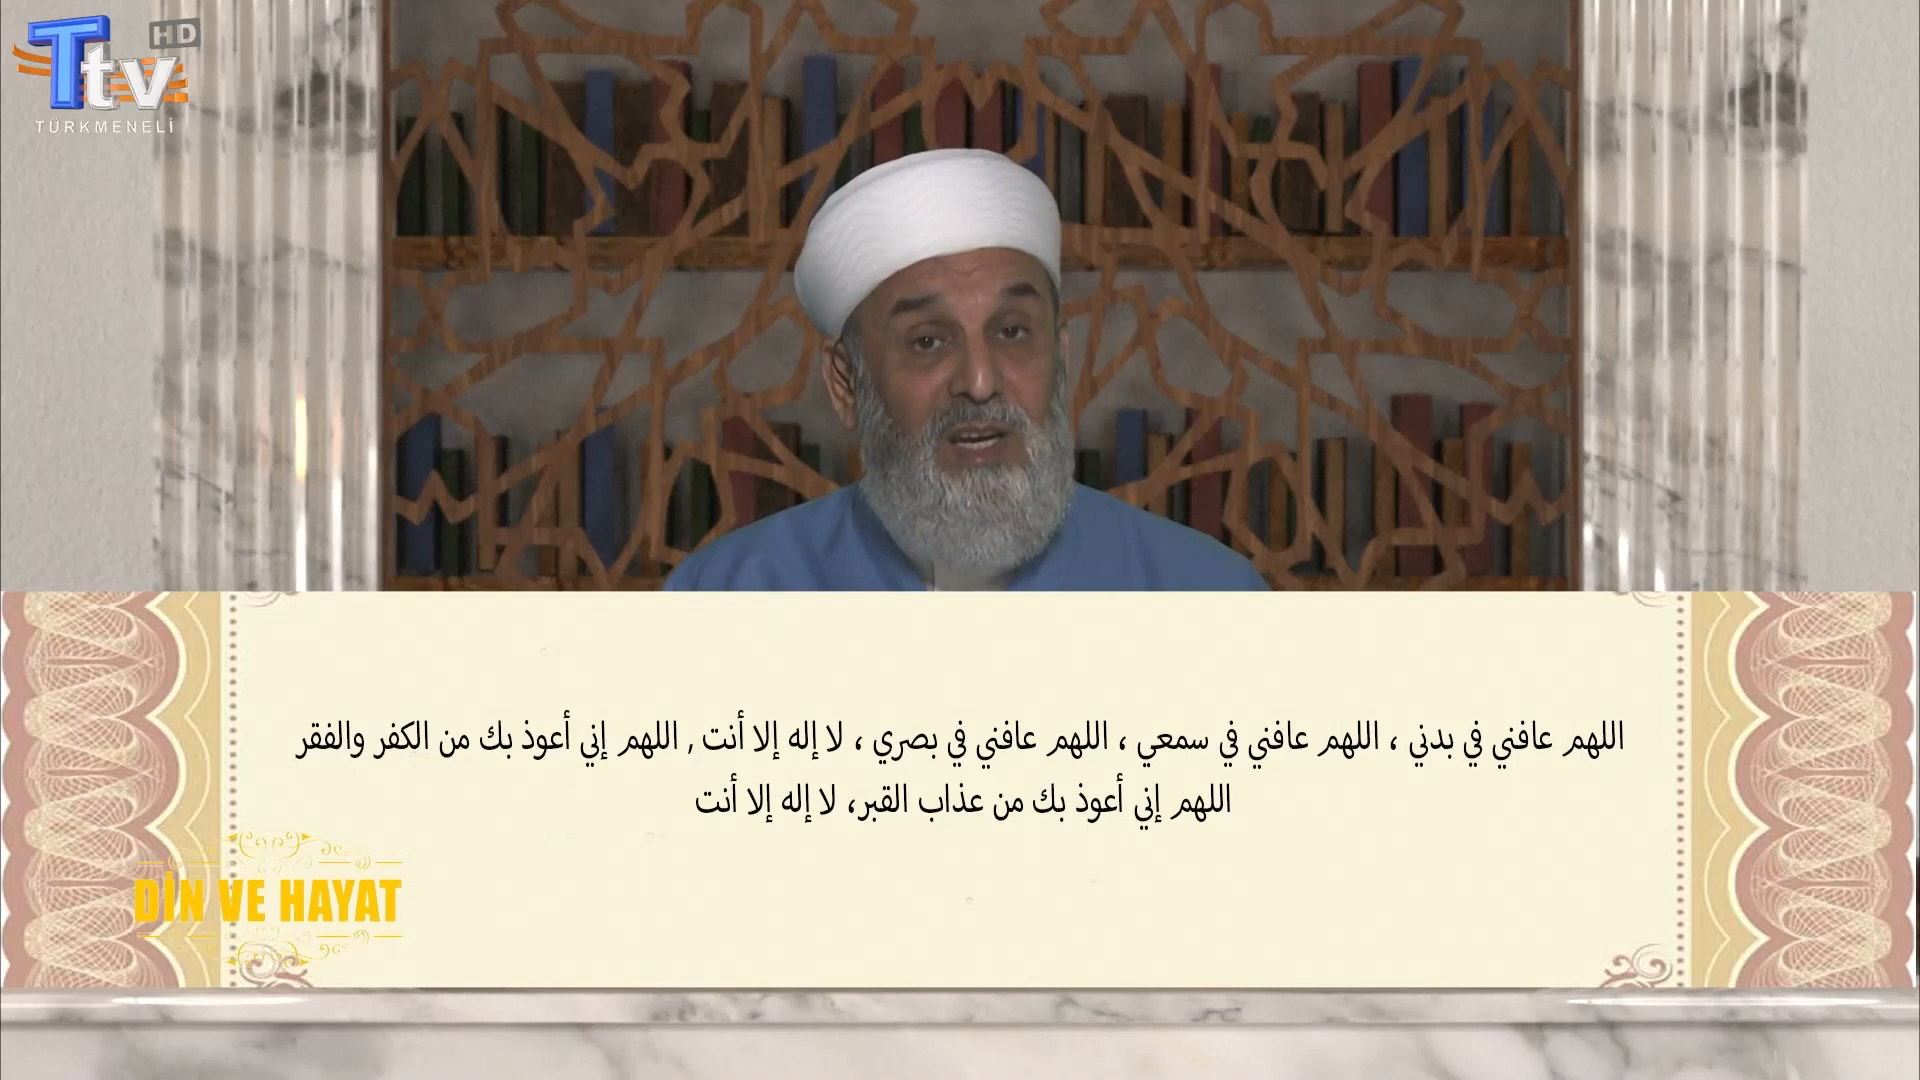 Ttv HD
TÜRKMENELİ
اللهم عافني في بدني ، اللهم عافني في سمعي ، اللهم عافني في بصري ، لا إله إلا أنت , اللهم إني أعوذ بك من الكفر والفقر
اللهم إني أعوذ بك من عذاب القبر، لا إله إلا أنت
DİN VE HAYAT